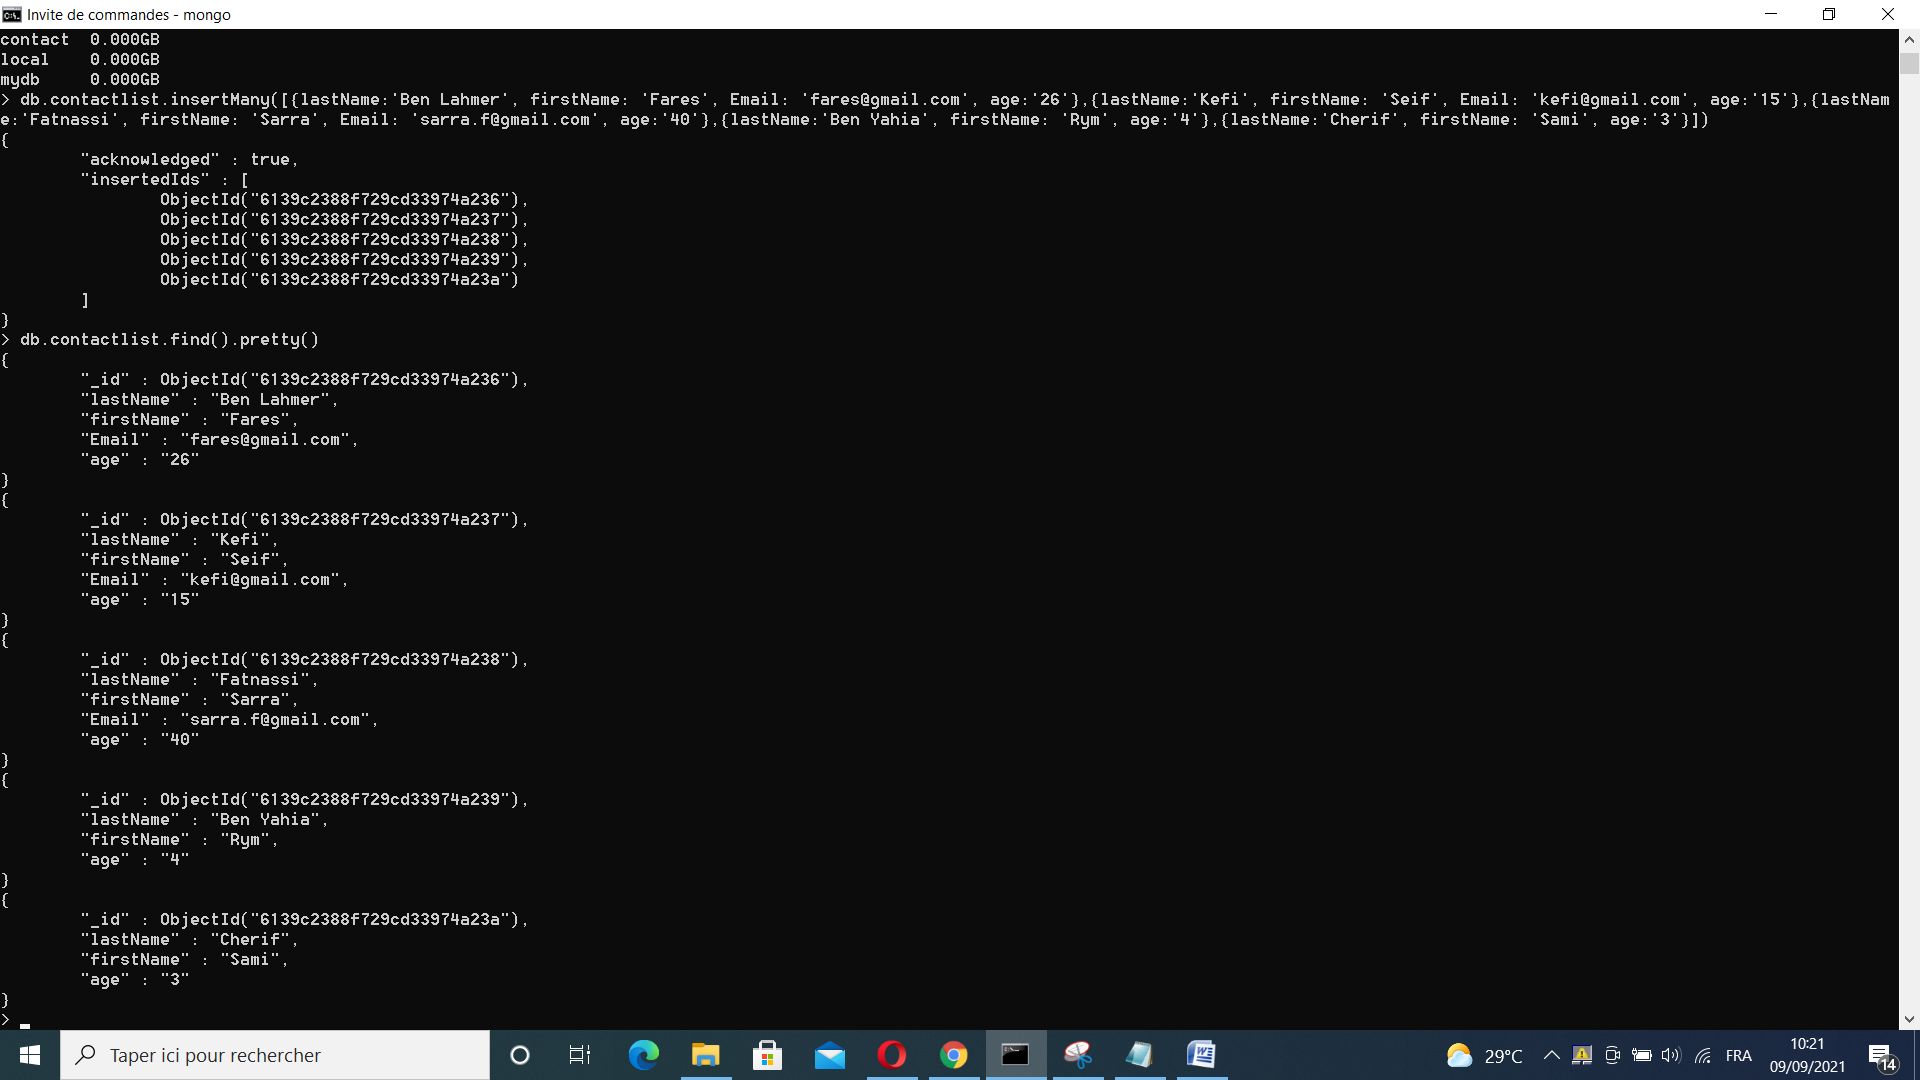 Invite de commandes - mongo
contact  0.000GB
local    0.000GB
mydb     0.000GB
> db.contactlist.insertMany([{lastName:'Ben Lahmer', firstName: 'Fares', Email: 'fares@gmail.com', age:'26'},{lastName:'Kefi', firstName: 'Seif', Email: 'kefi@gmail.com', age:'15'},{lastNam
e:'Fatnassi', firstName: 'Sarra', Email: 'sarra.f@gmail.com', age:'40'},{lastName:'Ben Yahia', firstName: 'Rym', age:'4'},{lastName:'Cherif', firstName: 'Sami', age:'3'}])
{
        "acknowledged" : true,
        "insertedIds" : [
                ObjectId("6139c2388f729cd33974a236"),
                ObjectId("6139c2388f729cd33974a237"),
                ObjectId("6139c2388f729cd33974a238"),
                ObjectId("6139c2388f729cd33974a239"),
                ObjectId("6139c2388f729cd33974a23a")
        ]
}
> db.contactlist.find().pretty()
{
        "_id" : ObjectId("6139c2388f729cd33974a236"),
        "lastName" : "Ben Lahmer",
        "firstName" : "Fares",
        "Email" : "fares@gmail.com",
        "age" : "26"
}
{
        "_id" : ObjectId("6139c2388f729cd33974a237"),
        "lastName" : "Kefi",
        "firstName" : "Seif",
        "Email" : "kefi@gmail.com",
        "age" : "15"
}
{
        "_id" : ObjectId("6139c2388f729cd33974a238"),
        "lastName" : "Fatnassi",
        "firstName" : "Sarra",
        "Email" : "sarra.f@gmail.com",
        "age" : "40"
}
{
        "_id" : ObjectId("6139c2388f729cd33974a239"),
        "lastName" : "Ben Yahia",
        "firstName" : "Rym",
        "age" : "4"
}
{
        "_id" : ObjectId("6139c2388f729cd33974a23a"),
        "lastName" : "Cherif",
        "firstName" : "Sami",
        "age" : "3"
}
> _
Taper ici pour rechercher
29°C
FRA
10:21
09/09/2021
14